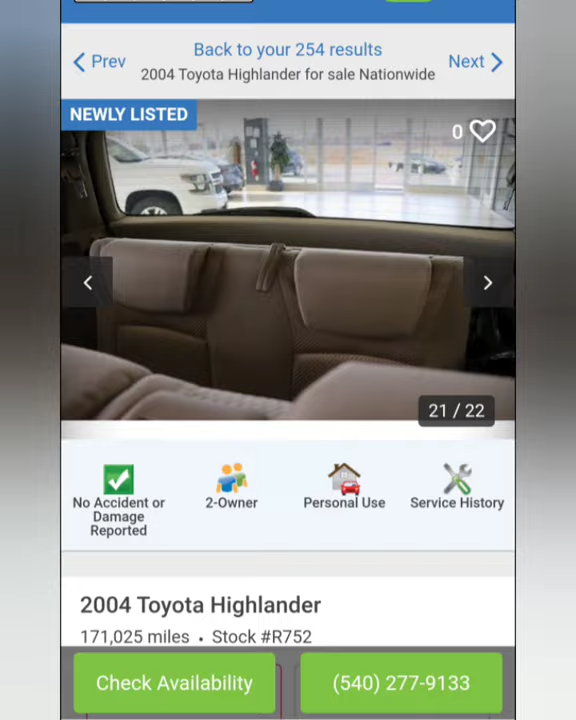 Prev
Back to your 254 results
Next
2004 Toyota Highlander for sale Nationwide
NEWLY LISTED
0
21 / 22
No Accident or
Damage
Reported
2-Owner
Personal Use
Service History
2004 Toyota Highlander
171,025 miles • Stock #R752
Check Availability
(540) 277-9133